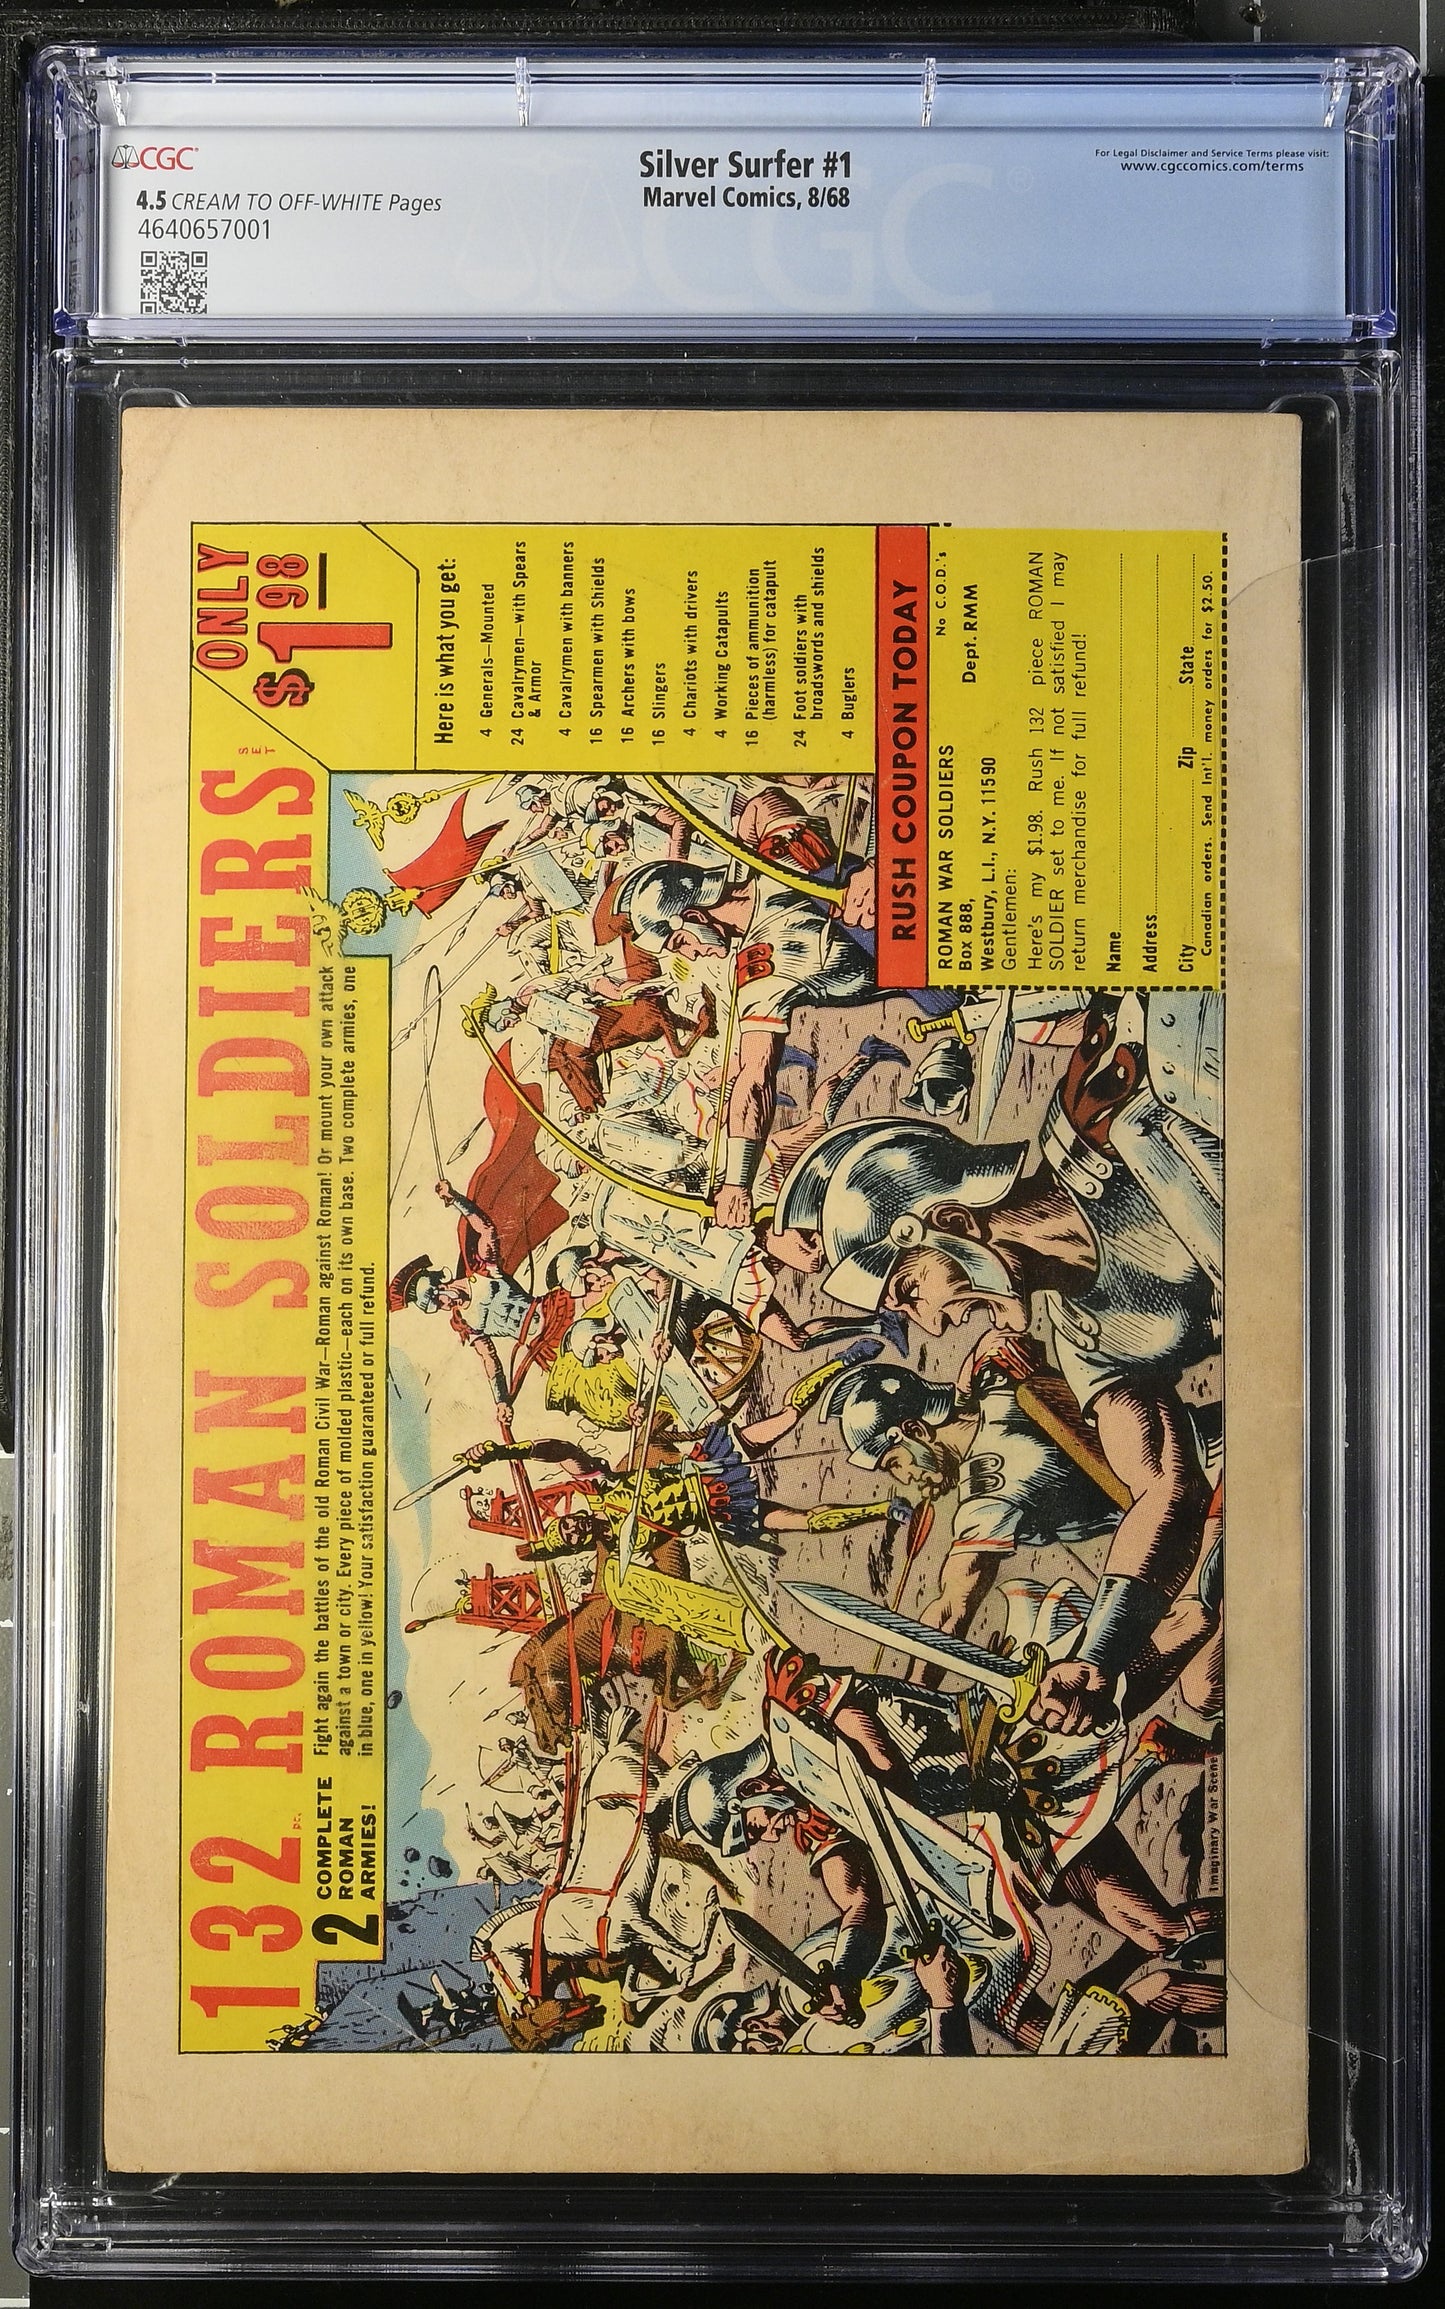 CGC
4.5 CREAM TO OFF-WHITE Pages
4640657001
Silver Surfer #1
Marvel Comics, 8/68
For Legal Disclaimer and Service Terms please visit:
www.cgccomics.com/terms
CGC
132 PC. ROMAN SOLDIERS SET
ONLY
$1 98
2 COMPLETE
ROMAN
ARMIES!
Fight again the battles of the old Roman Civil War—Roman against Roman! Or mount your own attack
against a town or city. Every piece of molded plastic—each on its own base. Two complete armies, one
in blue, one in yellow! Your satisfaction guaranteed or full refund.
Here is what you get:
4 Generals—Mounted
24 Cavalrymen—with Spears
& Armor
4 Cavalrymen with banners
16 Spearmen with Shields
16 Archers with bows
16 Slingers
4 Chariots with drivers
4 Working Catapults
16 Pieces of ammunition
(harmless) for catapult
24 Foot soldiers with
broadswords and shields
4 Buglers
RUSH COUPON TODAY
ROMAN WAR SOLDIERS
No C.O.D.'s
Box 888,
Dept. RMM
Westbury, L.I., N.Y. 11590
Gentlemen:
Here's my $1.98. Rush 132 piece ROMAN
SOLDIER set to me. If not satisfied I may
return merchandise for full refund!
Name
Address
City Zip State
Canadian orders. Send Int'l. money orders for $2.50.
Imaginary War Scene